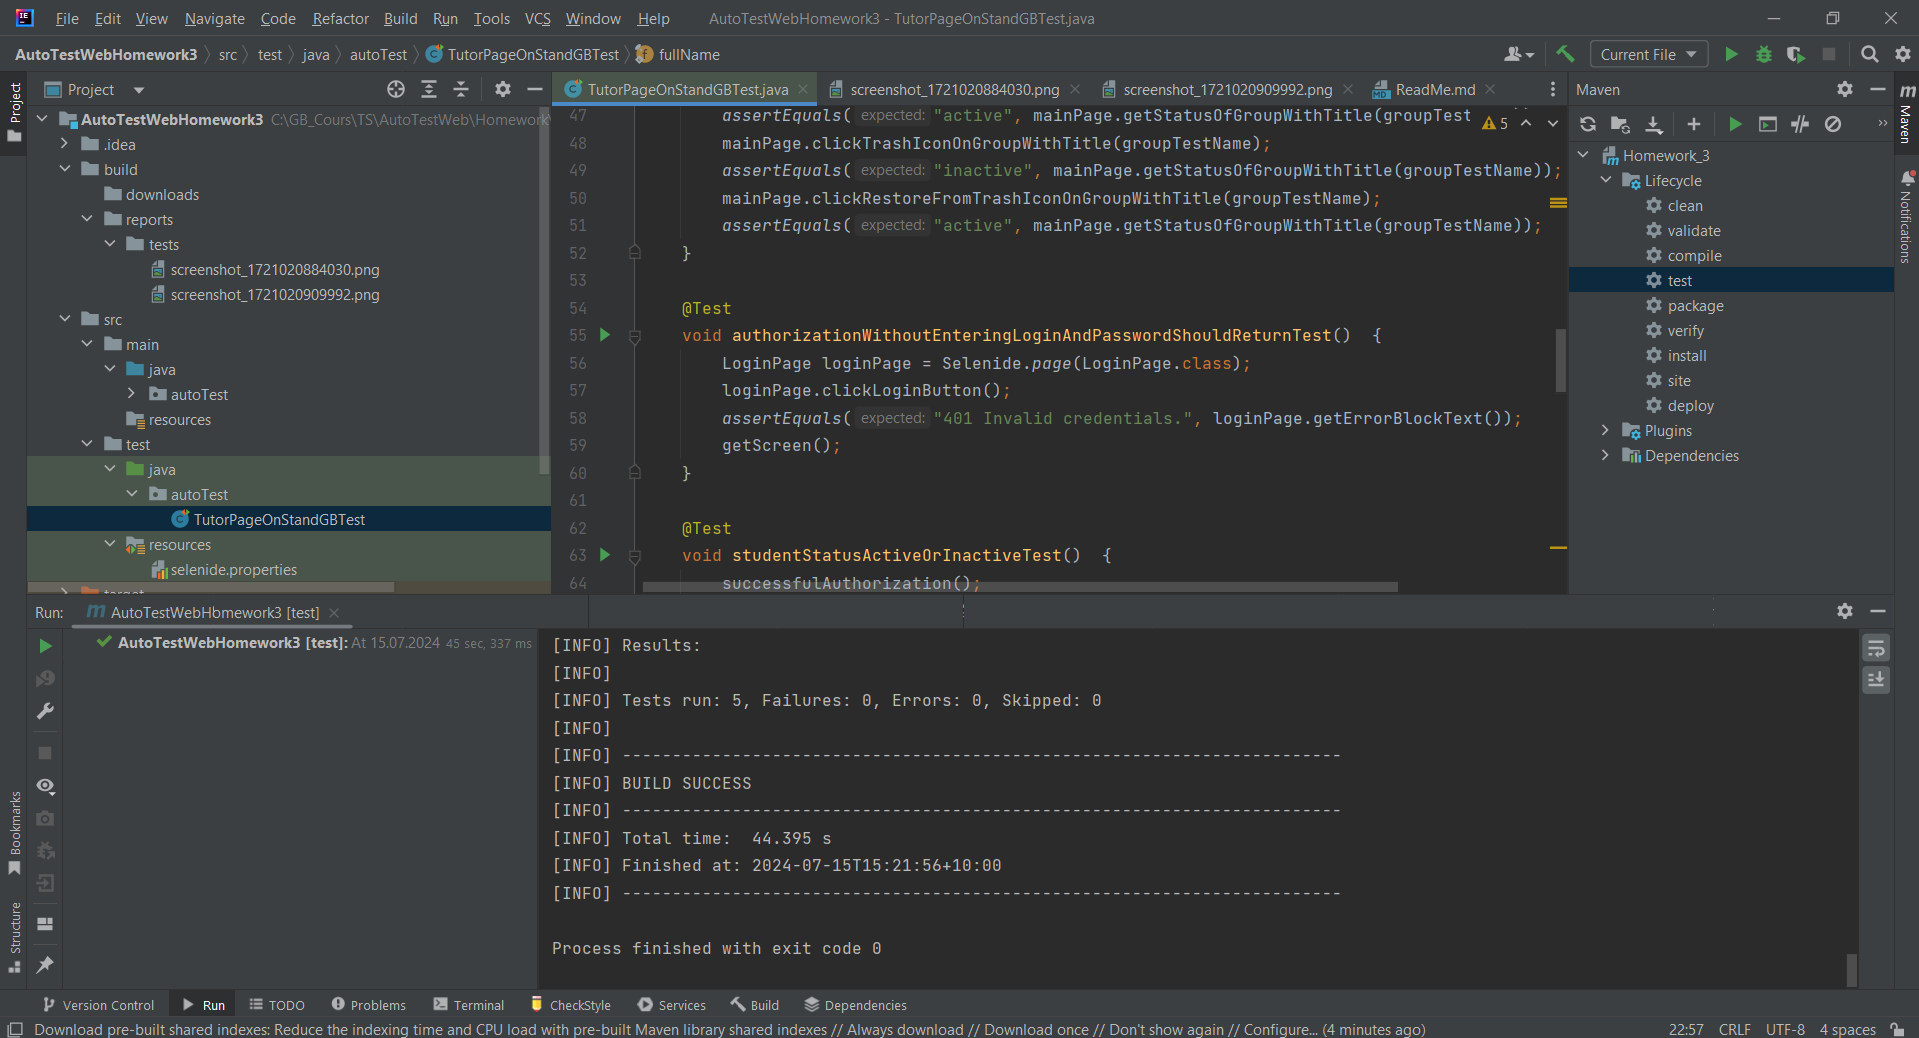 File Edit View Navigate Code Refactor Build Run Tools VCS Window Help AutoTestWebHomework3 - TutorPageOnStandGBTest.java
AutoTestWebHomework3 src test java autoTest TutorPageOnStandGBTest fullName Current File
Project
Project
AutoTestWebHomework3 C:\GB_Cours\TS\AutoTestWeb\Homework\
.idea
build
downloads
reports
tests
screenshot_1721020884030.png
screenshot_1721020909992.png
src
main
java
autoTest
resources
test
java
autoTest
TutorPageOnStandGBTest
resources
selenide.properties
target
TutorPageOnStandGBTest.java screenshot_1721020884030.png screenshot_1721020909992.png ReadMe.md
5
47 assertEquals( expected: "active", mainPage.getStatusOfGroupWithTitle(groupTest
48 mainPage.clickTrashIconOnGroupWithTitle(groupTestName);
49 assertEquals( expected: "inactive", mainPage.getStatusOfGroupWithTitle(groupTestName));
50 mainPage.clickRestoreFromTrashIconOnGroupWithTitle(groupTestName);
51 assertEquals( expected: "active", mainPage.getStatusOfGroupWithTitle(groupTestName));
52 }
53
54 @Test
55 void authorizationWithoutEnteringLoginAndPasswordShouldReturnTest() {
56 LoginPage loginPage = Selenide.page(LoginPage.class);
57 loginPage.clickLoginButton();
58 assertEquals( expected: "401 Invalid credentials.", loginPage.getErrorBlockText());
59 getScreen();
60 }
61
62 @Test
63 void studentStatusActiveOrInactiveTest() {
64 successfulAuthorization();
Maven
Homework_3
Lifecycle
clean
validate
compile
test
package
verify
install
site
deploy
Plugins
Dependencies
Maven
Notifications
Run: AutoTestWebHomework3 [test]
AutoTestWebHomework3 [test]: At 15.07.2024 45 sec, 337 ms
[INFO] Results:
[INFO]
[INFO] Tests run: 5, Failures: 0, Errors: 0, Skipped: 0
[INFO]
[INFO] ------------------------------------------------------------------------
[INFO] BUILD SUCCESS
[INFO] ------------------------------------------------------------------------
[INFO] Total time:  44.395 s
[INFO] Finished at: 2024-07-15T15:21:56+10:00
[INFO] ------------------------------------------------------------------------
Process finished with exit code 0
Bookmarks
Structure
Version Control Run TODO Problems Terminal CheckStyle Services Build Dependencies
Download pre-built shared indexes: Reduce the indexing time and CPU load with pre-built Maven library shared indexes // Always download // Download once // Don't show again // Configure... (4 minutes ago) 22:57 CRLF UTF-8 4 spaces